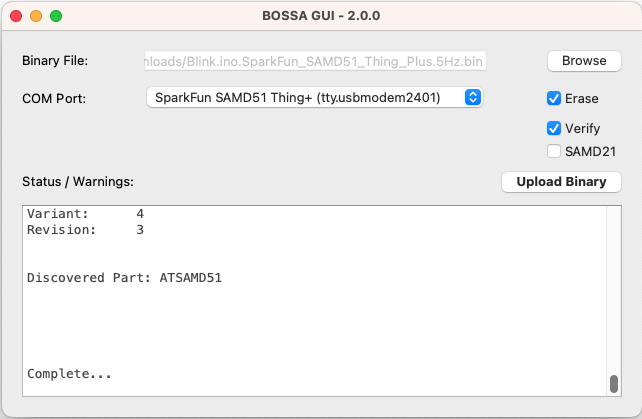 BOSSA GUI - 2.0.0
Binary File:
nloads/Blink.ino.SparkFun_SAMD51_Thing_Plus.5Hz.bin
Browse
COM Port:
SparkFun SAMD51 Thing+ (tty.usbmodem2401)
Erase
Verify
SAMD21
Status / Warnings:
Upload Binary
Variant: 4
Revision: 3
Discovered Part: ATSAMD51
Complete...